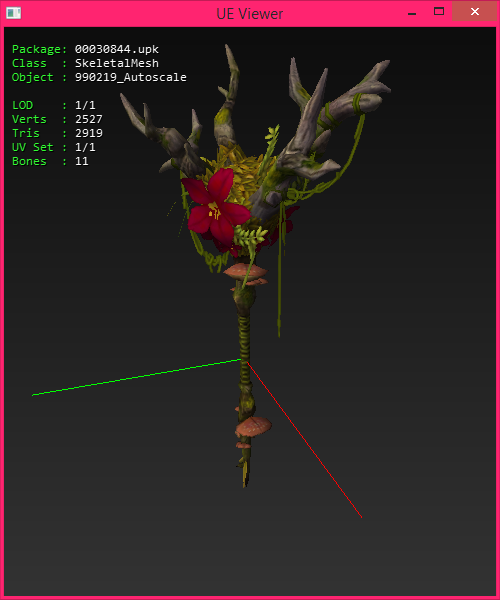 UE Viewer
Package: 00030844.upk
Class : SkeletalMesh
Object : 990219_Autoscale
LOD : 1/1
Verts : 2527
Tris : 2919
UV Set : 1/1
Bones : 11